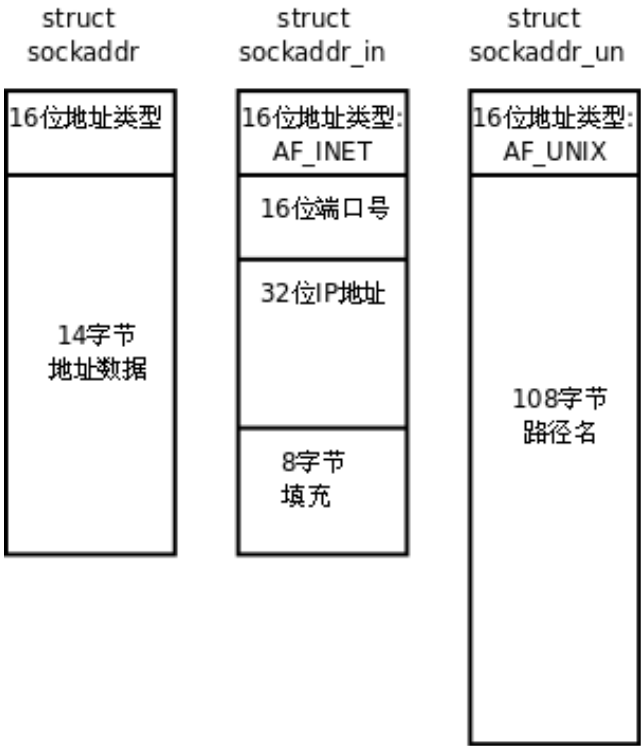 struct
sockaddr
16位地址类型
14字节
地址数据
struct
sockaddr_in
16位地址类型:
AF_INET
16位端口号
32位IP地址
8字节
填充
struct
sockaddr_un
16位地址类型:
AF_UNIX
108字节
路径名